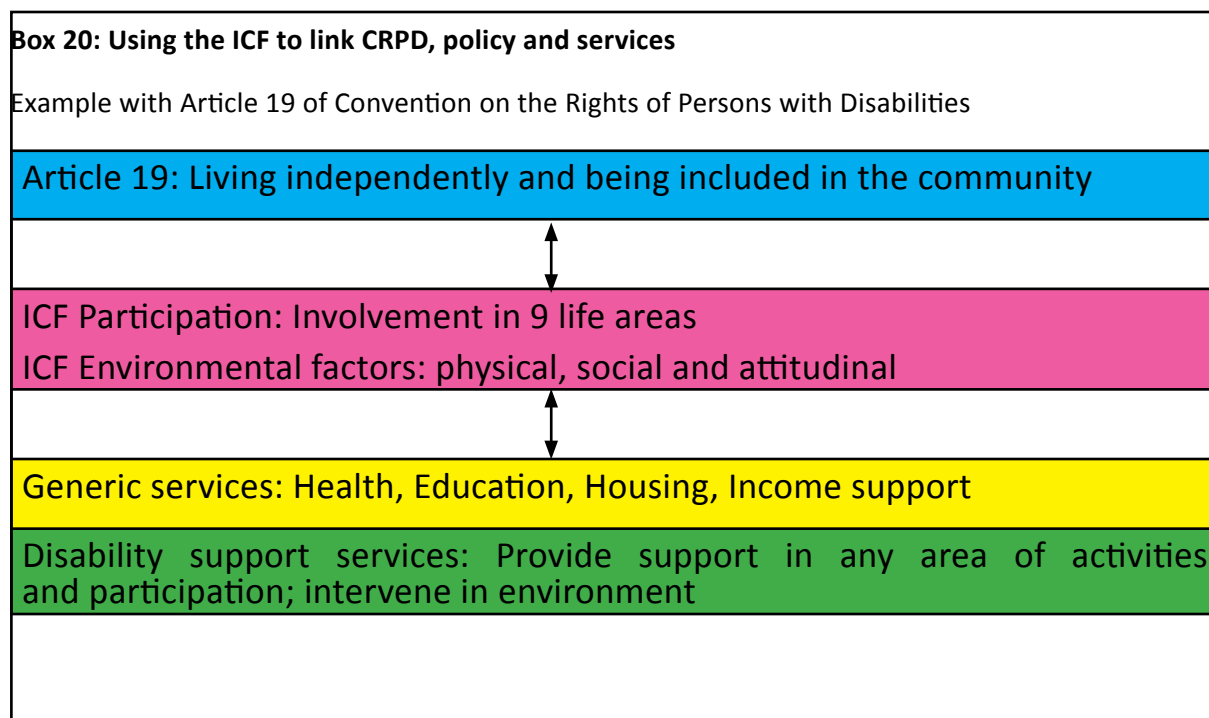 Box 20: Using the ICF to link CRPD, policy and services
Example with Article 19 of Convention on the Rights of Persons with Disabilities
Article 19: Living independently and being included in the community
ICF Participation: Involvement in 9 life areas
ICF Environmental factors: physical, social and attitudinal
Generic services: Health, Education, Housing, Income support
Disability support services: Provide support in any area of activities
and participation; intervene in environment